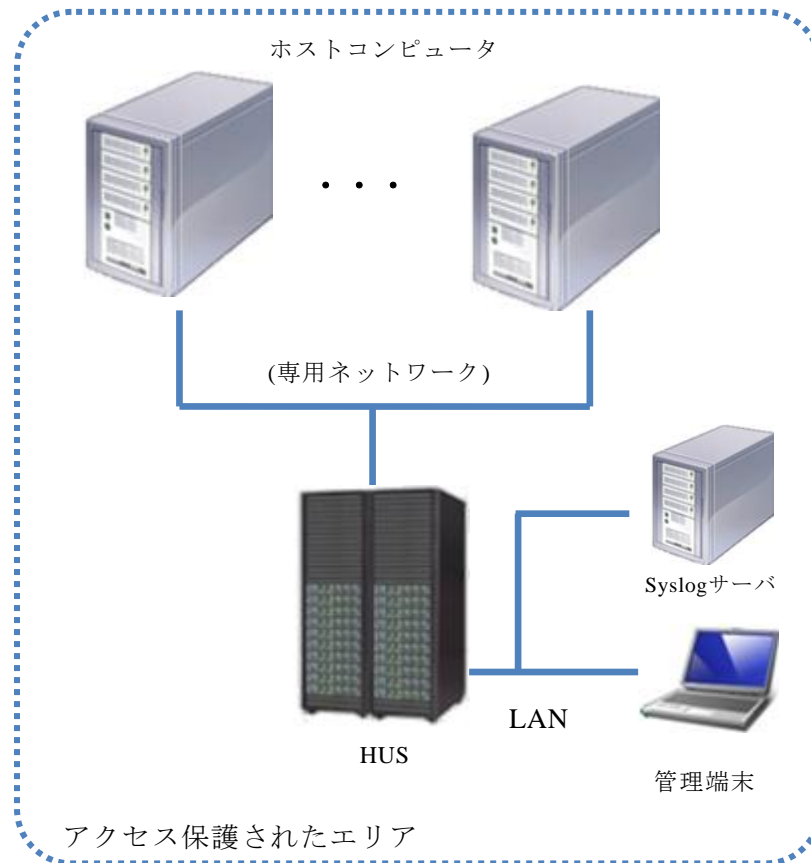 ホストコンピュータ
・・・
(専用ネットワーク)
Syslogサーバ
LAN
HUS
管理端末
アクセス保護されたエリア